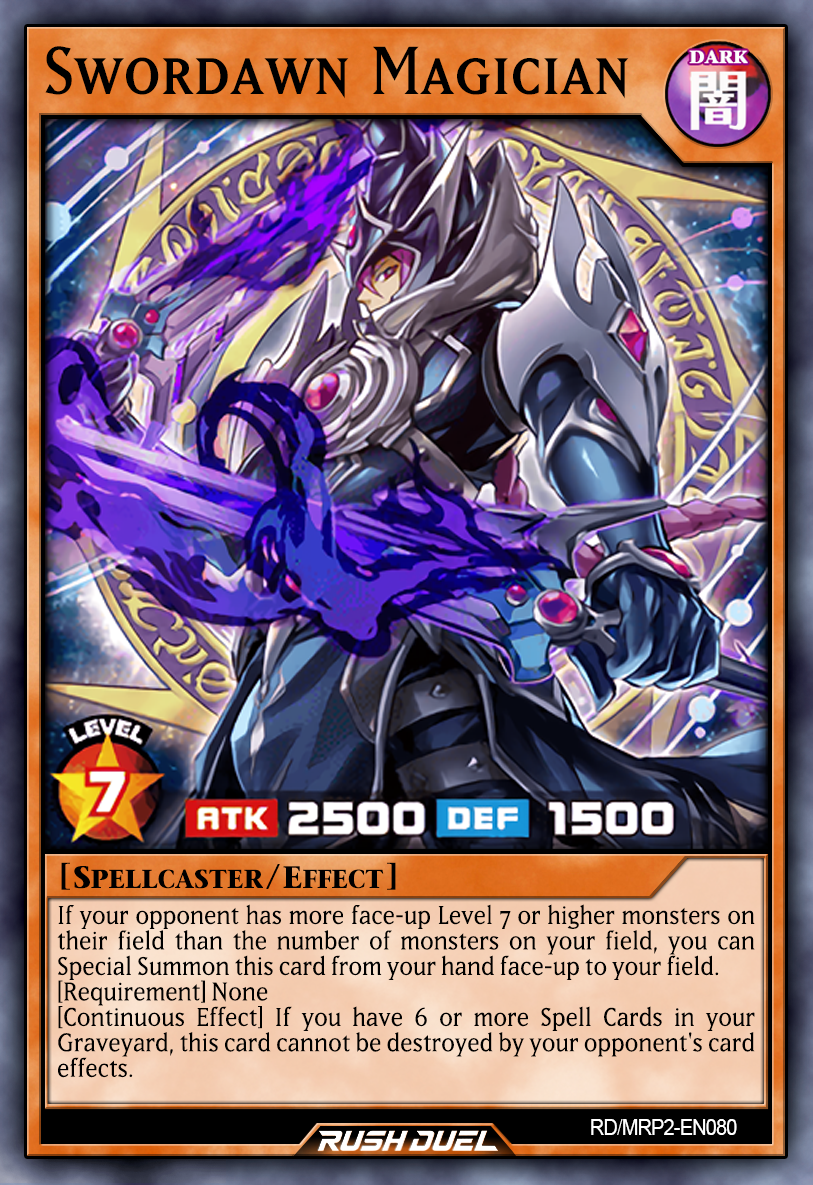 SWORDAWN MAGICIAN
DARK
闇
LEVEL
7
ATK 2500 DEF 1500
[SPELLCASTER/EFFECT]
If your opponent has more face-up Level 7 or higher monsters on
their field than the number of monsters on your field, you can
Special Summon this card from your hand face-up to your field.
[Requirement] None
[Continuous Effect] If you have 6 or more Spell Cards in your
Graveyard, this card cannot be destroyed by your opponent's card
effects.
RUSH DUEL
RD/MRP2-EN080